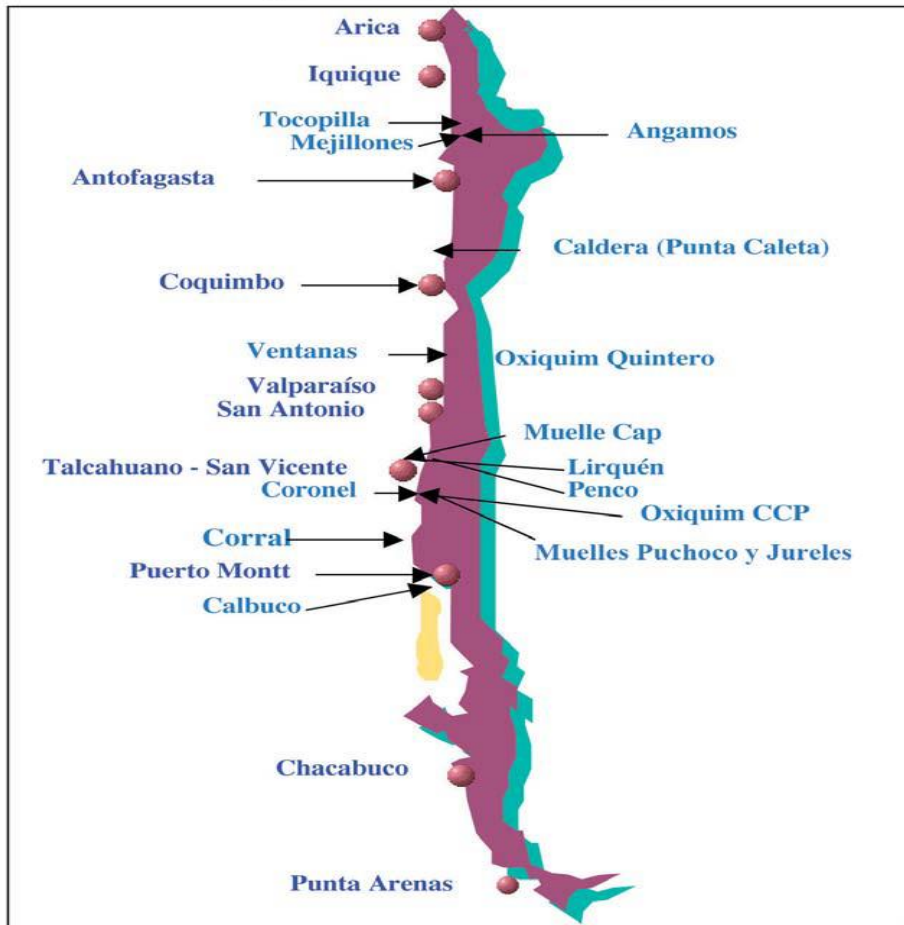 Arica
Iquique
Tocopilla
Mejillones
Angamos
Antofagasta
Caldera (Punta Caleta)
Coquimbo
Ventanas
Oxiquim Quintero
Valparaíso
San Antonio
Muelle Cap
Talcahuano - San Vicente
Lirquén
Coronel
Penco
Oxiquim CCP
Corral
Muelles Puchoco y Jureles
Puerto Montt
Calbuco
Chacabuco
Punta Arenas